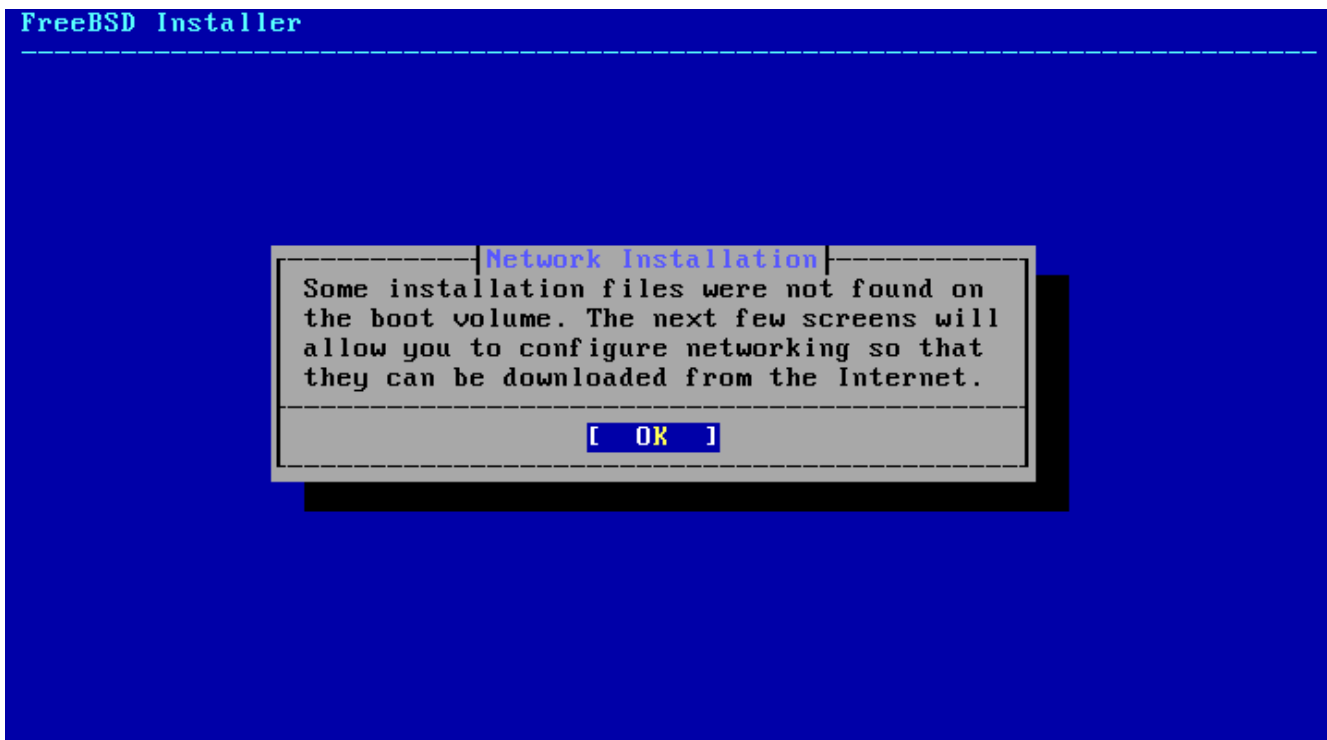 FreeBSD Installer
Network Installation
Some installation files were not found on
the boot volume. The next few screens will
allow you to configure networking so that
they can be downloaded from the Internet.
[ OK ]